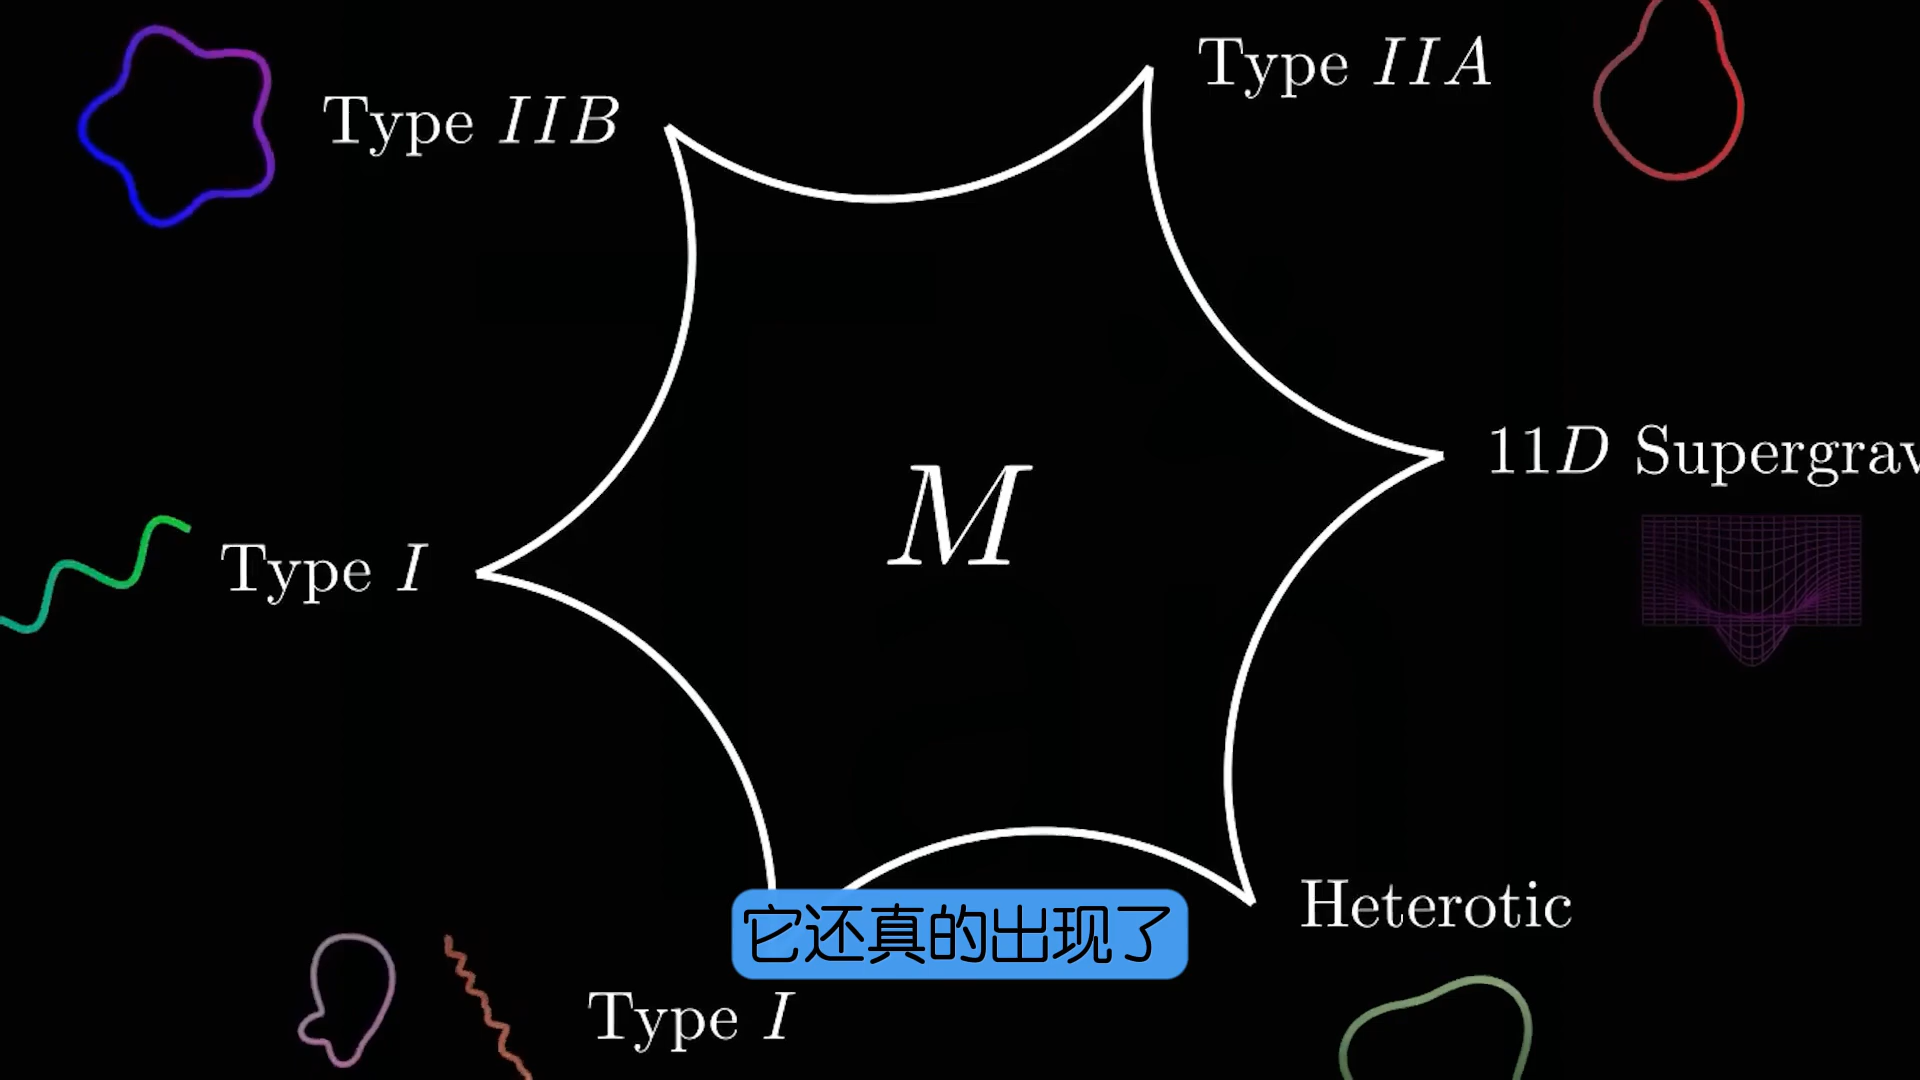 Type IIA
Type IIB
11D Supergrav
M
Type I
Heterotic
它还真的出现了
Type I